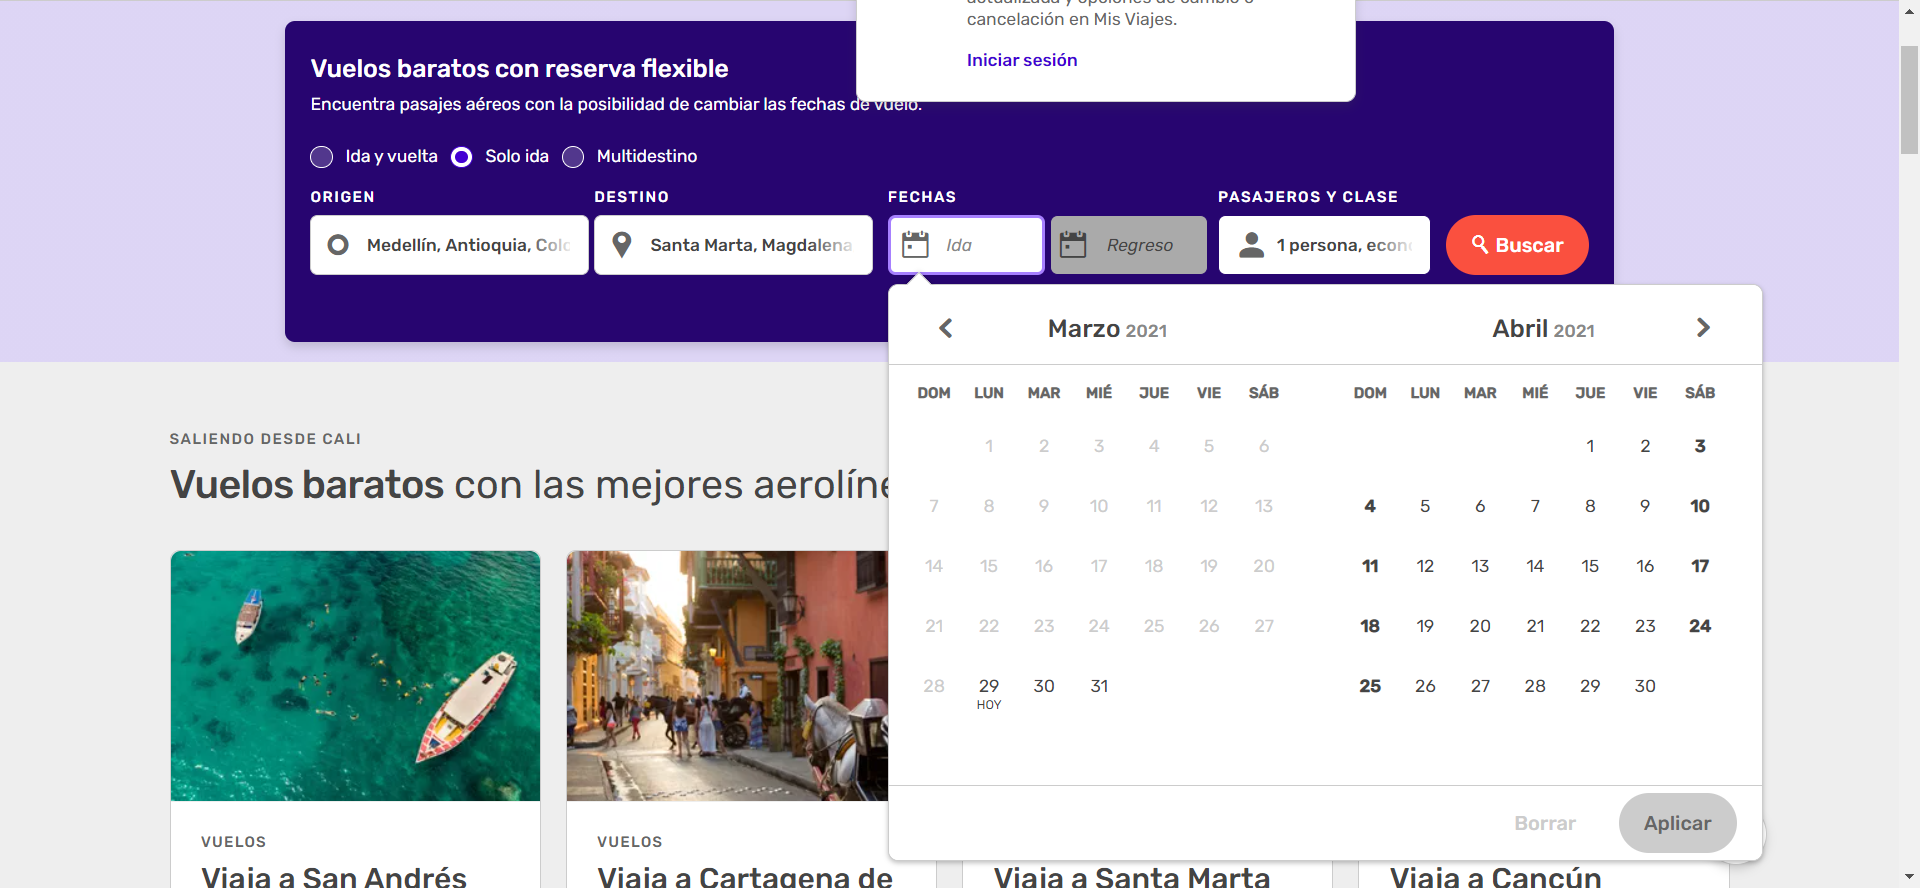 cancelación en Mis Viajes.
Iniciar sesión
Vuelos baratos con reserva flexible
Encuentra pasajes aéreos con la posibilidad de cambiar las fechas de vuelo.
Ida y vuelta Solo ida Multidestino
ORIGEN DESTINO FECHAS PASAJEROS Y CLASE
Medellín, Antioquia, Colo Santa Marta, Magdalena Ida Regreso 1 persona, econ Buscar
Marzo 2021 Abril 2021
DOM LUN MAR MIÉ JUE VIE SÁB DOM LUN MAR MIÉ JUE VIE SÁB
1 2 3 4 5 6 1 2 3
7 8 9 10 11 12 13 4 5 6 7 8 9 10
14 15 16 17 18 19 20 11 12 13 14 15 16 17
21 22 23 24 25 26 27 18 19 20 21 22 23 24
28 29 30 31 25 26 27 28 29 30
HOY
Borrar Aplicar
SALIENDO DESDE CALI
Vuelos baratos con las mejores aerolíne
VUELOS VUELOS
Viaja a San Andrés Viaja a Cartagena de Viaja a Santa Marta Viaja a Cancún